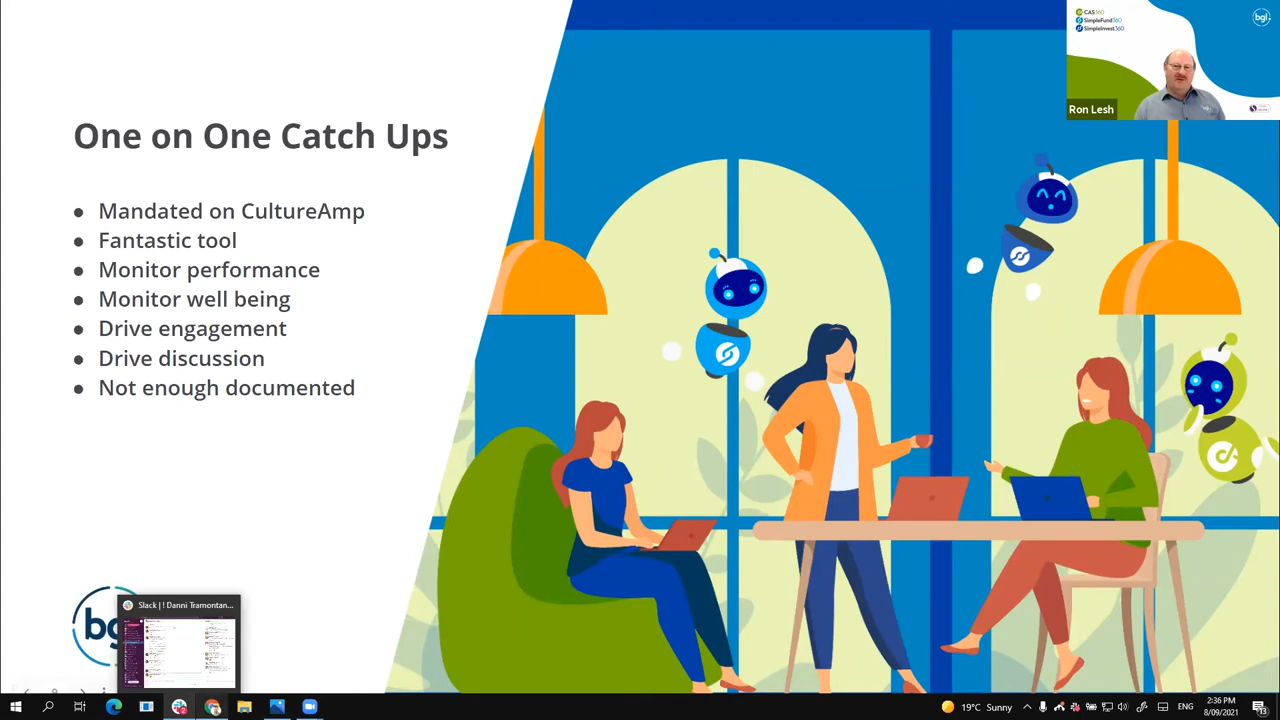 CAS360
SimpleFund360
SimpleInvest360
bgl
Ron Lesh
One on One Catch Ups
Mandated on CultureAmp
Fantastic tool
Monitor performance
Monitor well being
Drive engagement
Drive discussion
Not enough documented
Slack | ! Danni Tramontan...
19°C Sunny
ENG
2:36 PM
8/09/2021